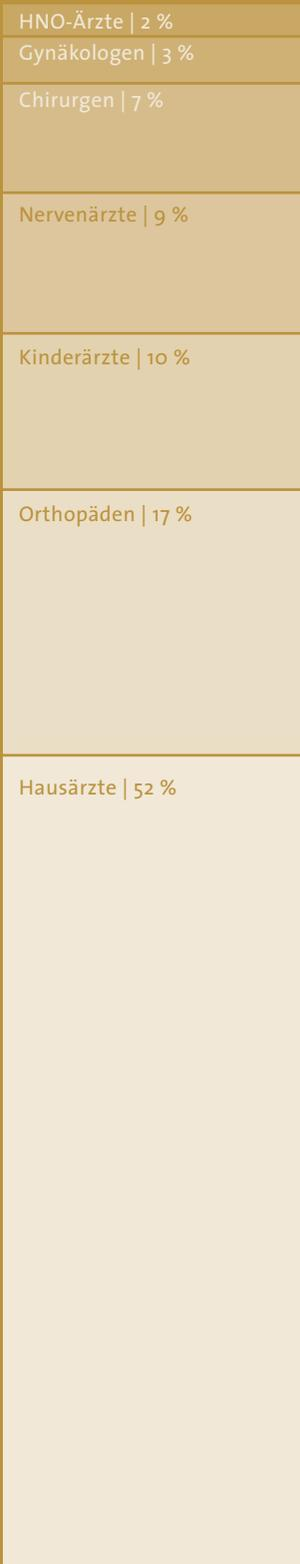 HNO-Ärzte | 2 %
Gynäkologen | 3 %
Chirurgen | 7 %
Nervenärzte | 9 %
Kinderärzte | 10 %
Orthopäden | 17 %
Hausärzte | 52 %